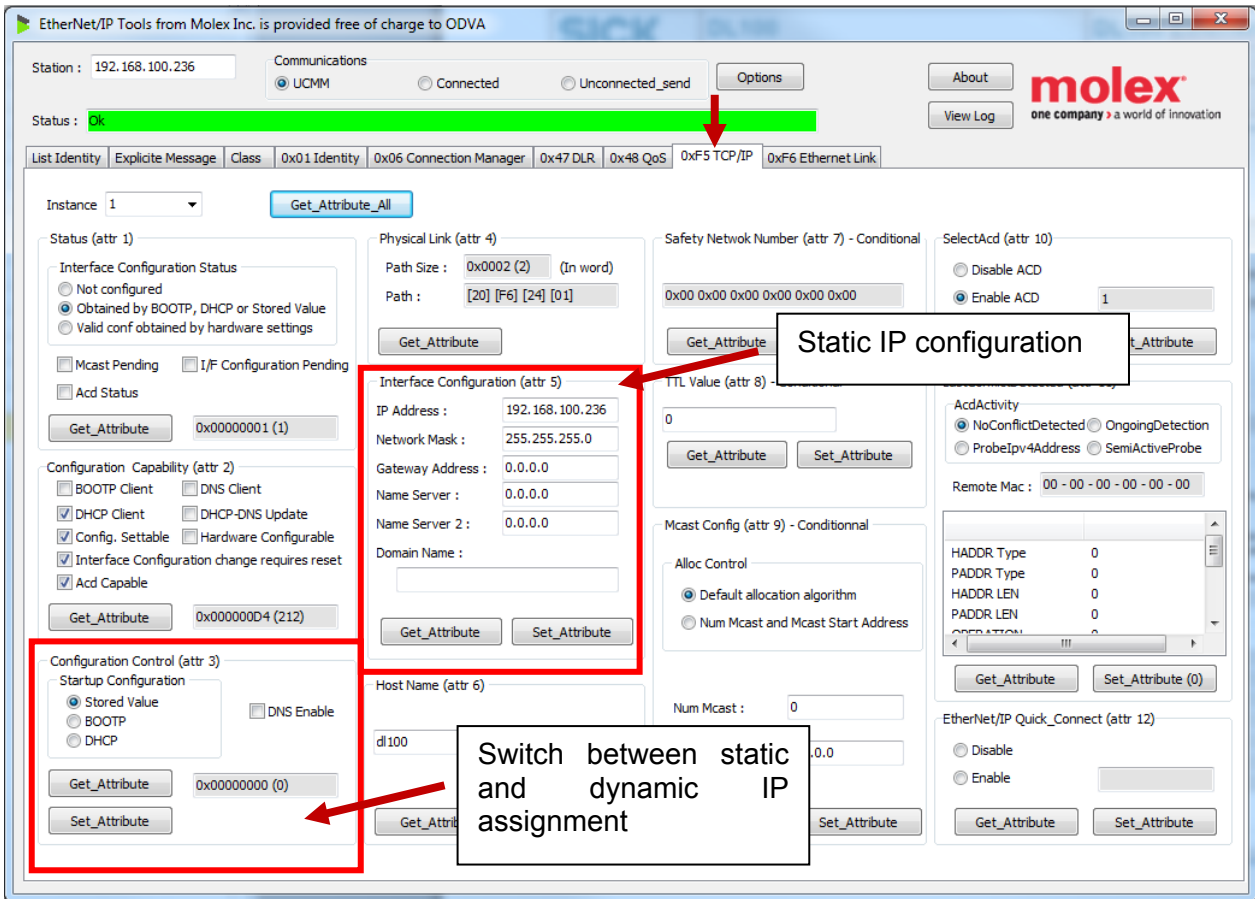 EtherNet/IP Tools from Molex Inc. is provided free of charge to ODVA
Station : 192.168.100.236
Communications
UCMM Connected Unconnected_send
Options
About
molex
one company > a world of innovation
Status : Ok
View Log
List Identity Explicite Message Class 0x01 Identity 0x06 Connection Manager 0x47 DLR 0x48 QoS 0xF5 TCP/IP 0xF6 Ethernet Link
Instance 1
Get_Attribute_All
Status (attr 1)
Interface Configuration Status
Not configured
Obtained by BOOTP, DHCP or Stored Value
Valid conf obtained by hardware settings
Mcast Pending I/F Configuration Pending
Acd Status
Get_Attribute 0x00000001 (1)
Configuration Capability (attr 2)
BOOTP Client DNS Client
DHCP Client DHCP-DNS Update
Config. Settable Hardware Configurable
Interface Configuration change requires reset
Acd Capable
Get_Attribute 0x000000D4 (212)
Configuration Control (attr 3)
Startup Configuration
Stored Value
BOOTP
DHCP
DNS Enable
Get_Attribute 0x00000000 (0)
Set_Attribute
Physical Link (attr 4)
Path Size : 0x0002 (2) (In word)
Path : [20] [F6] [24] [01]
Get_Attribute
Interface Configuration (attr 5)
IP Address : 192.168.100.236
Network Mask : 255.255.255.0
Gateway Address : 0.0.0.0
Name Server : 0.0.0.0
Name Server 2 : 0.0.0.0
Domain Name :
Get_Attribute Set_Attribute
Host Name (attr 6)
dl100
Switch between static
and dynamic IP
assignment
Safety Netwok Number (attr 7) - Conditional
0x00 0x00 0x00 0x00 0x00 0x00
Get_Attribute
Static IP configuration
TTL Value (attr 8) -
0
Get_Attribute Set_Attribute
Mcast Config (attr 9) - Conditionnal
Alloc Control
Default allocation algorithm
Num Mcast and Mcast Start Address
Num Mcast : 0
.0.0
Set_Attribute
SelectAcd (attr 10)
Disable ACD
Enable ACD 1
AcdActivity
NoConflictDetected OngoingDetection
ProbeIpv4Address SemiActiveProbe
Remote Mac : 00 - 00 - 00 - 00 - 00 - 00
HADDR Type 0
PADDR Type 0
HADDR LEN 0
PADDR LEN 0
Get_Attribute Set_Attribute (0)
EtherNet/IP Quick_Connect (attr 12)
Disable
Enable
Get_Attribute Set_Attribute